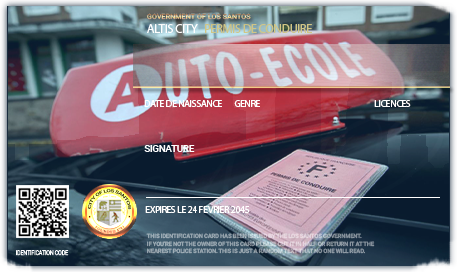 GOVERNMENT OF LOS SANTOS
ALTIS CITY PERMIS DE CONDUIRE
AUTO-ECOLE
DATE DE NAISSANCE GENRE LICENCES
SIGNATURE
F
PERMIS DE CONDUIRE
CITY OF LOS SANTOS
EXPIRES LE 24 FEVRIER 2045
IDENTIFICATION CODE
THIS IDENTIFICATION CARD HAS BEEN ISSUED BY THE LOS SANTOS GOVERNMENT.
IF YOU'RE NOT THE OWNER OF THIS CARD PLEASE CUT IT IN HALF OR RETURN IT AT THE
NEAREST POLICE STATION. THIS IS JUST A RANDOM TEXT THAT NO ONE WILL READ.